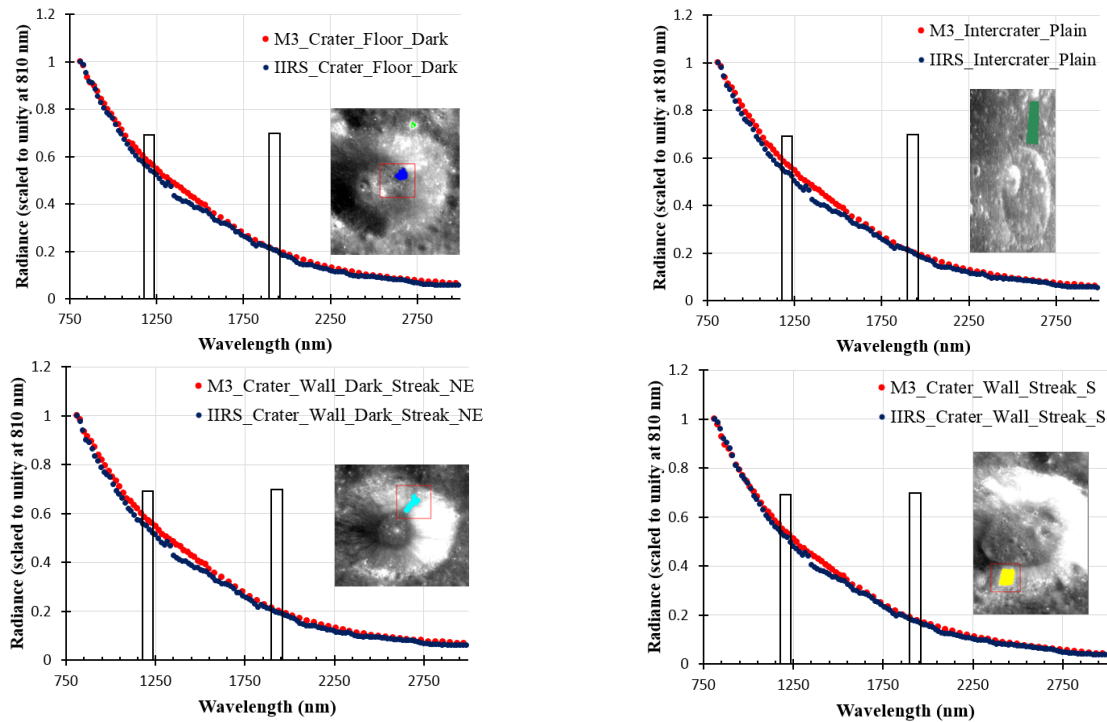 M3_Crater_Floor_Dark
IIRS_Crater_Floor_Dark
Radiance (scaled to unity at 810 nm)
1.2
1
0.8
0.6
0.4
0.2
0
750 1250 1750 2250 2750
Wavelength (nm)
M3_Intercrater_Plain
IIRS_Intercrater_Plain
Radiance (scaled to unity at 810 nm)
1.2
1
0.8
0.6
0.4
0.2
0
750 1250 1750 2250 2750
Wavelength (nm)
M3_Crater_Wall_Dark_Streak_NE
IIRS_Crater_Wall_Dark_Streak_NE
Radiance (sclaed to unity at 810 nm)
1.2
1
0.8
0.6
0.4
0.2
0
750 1250 1750 2250 2750
Wavelength (nm)
M3_Crater_Wall_Streak_S
IIRS_Crater_Wall_Streak_S
Radiance (scaled to unity at 810 nm)
1.2
1
0.8
0.6
0.4
0.2
0
750 1250 1750 2250 2750
Wavelength (nm)